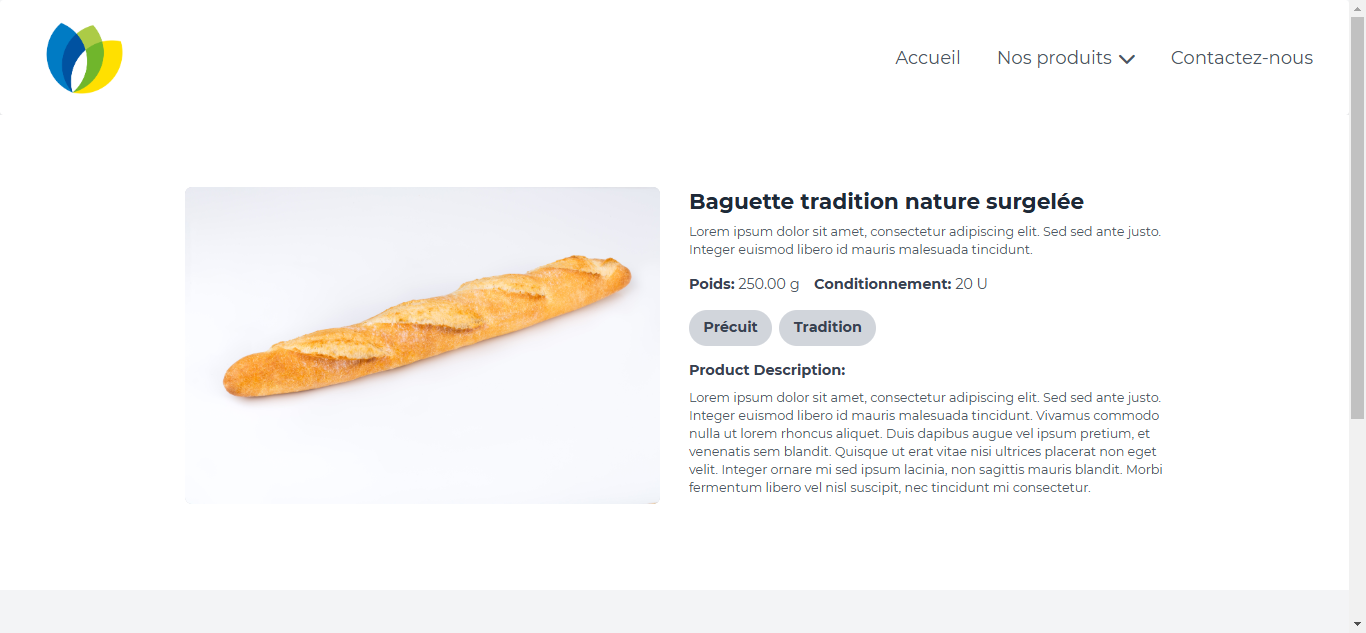 Accueil Nos produits Contactez-nous
Baguette tradition nature surgelée
Lorem ipsum dolor sit amet, consectetur adipiscing elit. Sed sed ante justo.
Integer euismod libero id mauris malesuada tincidunt.
Poids: 250.00 g Conditionnement: 20 U
Précuit Tradition
Product Description:
Lorem ipsum dolor sit amet, consectetur adipiscing elit. Sed sed ante justo.
Integer euismod libero id mauris malesuada tincidunt. Vivamus commodo
nulla ut lorem rhoncus aliquet. Duis dapibus augue vel ipsum pretium, et
venenatis sem blandit. Quisque ut erat vitae nisi ultrices placerat non eget
velit. Integer ornare mi sed ipsum lacinia, non sagittis mauris blandit. Morbi
fermentum libero vel nisl suscipit, nec tincidunt mi consectetur.